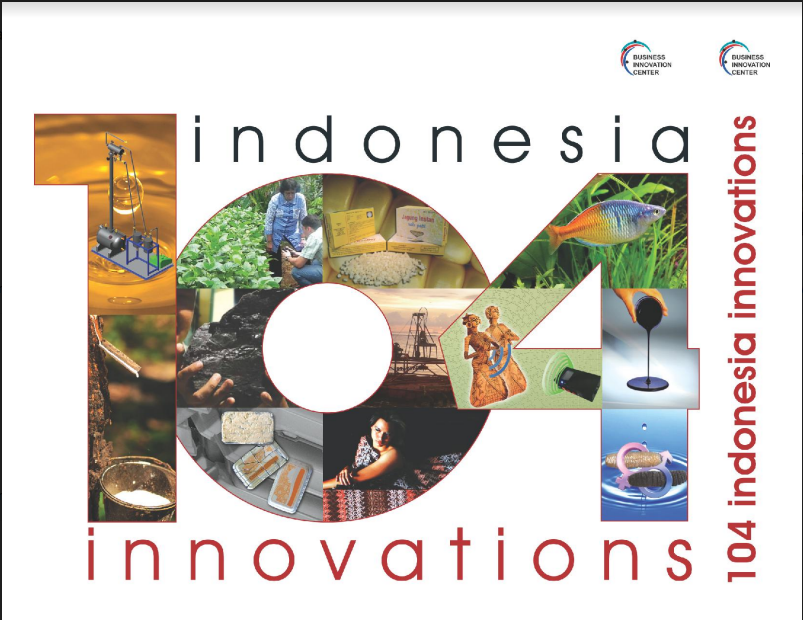 BUSINESS
INNOVATION
CENTER
BUSINESS
INNOVATION
CENTER
indonesia
104
innovations
104 indonesia innovations